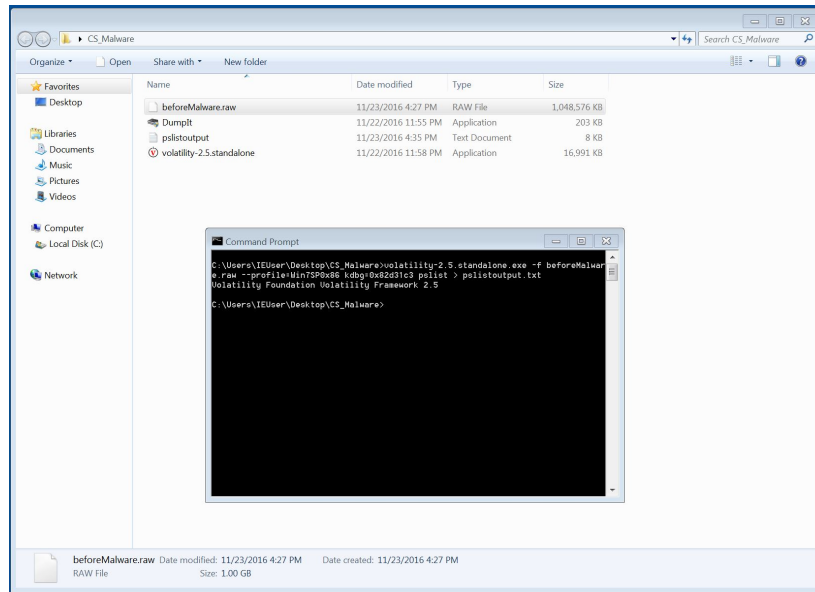 CS_Malware
Search CS_Malware
Organize Open Share with New folder
Favorites
Desktop
Libraries
Documents
Music
Pictures
Videos
Computer
Local Disk (C:)
Network
Name Date modified Type Size
beforeMalware.raw 11/23/2016 4:27 PM RAW File 1,048,576 KB
DumpIt 11/22/2016 11:55 PM Application 203 KB
pslistoutput 11/23/2016 4:35 PM Text Document 8 KB
volatility-2.5.standalone 11/22/2016 11:58 PM Application 16,991 KB
Command Prompt
C:\Users\IEUser\Desktop\CS_Malware>volatility-2.5.standalone.exe -f beforeMalwar
e.raw --profile=Win7SP0x86 kdbg=0x82d31c3 pslist > pslistoutput.txt
Volatility Foundation Volatility Framework 2.5
C:\Users\IEUser\Desktop\CS_Malware>
beforeMalware.raw Date modified: 11/23/2016 4:27 PM Date created: 11/23/2016 4:27 PM
RAW File Size: 1.00 GB